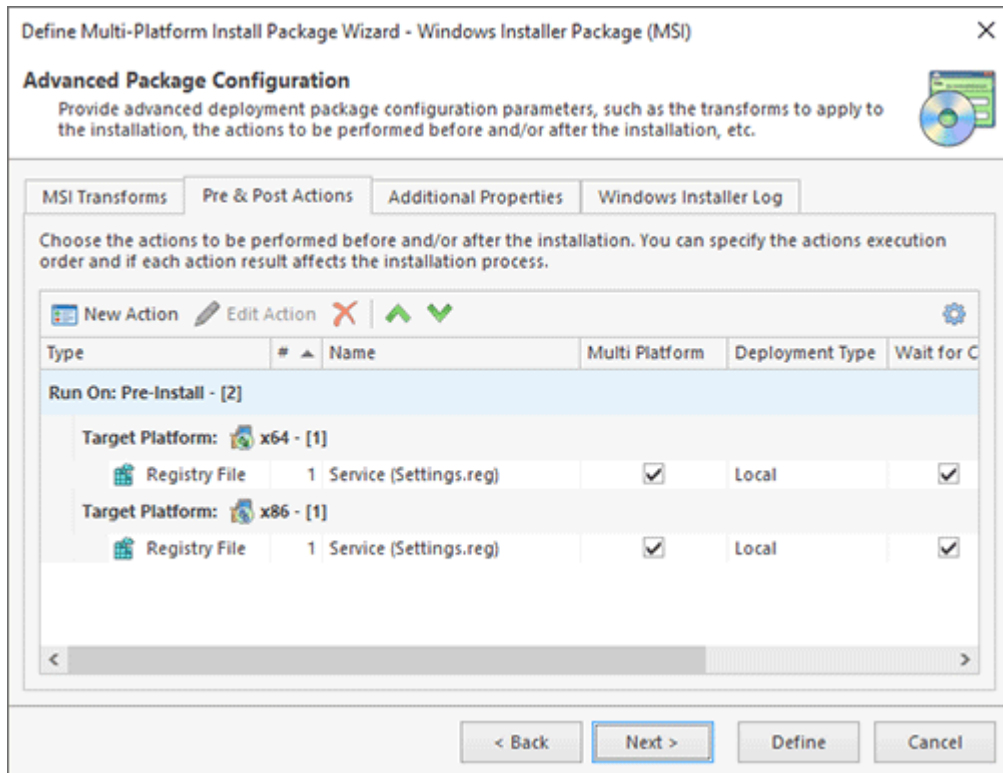 Define Multi-Platform Install Package Wizard - Windows Installer Package (MSI)
Advanced Package Configuration
Provide advanced deployment package configuration parameters, such as the transforms to apply to
the installation, the actions to be performed before and/or after the installation, etc.
MSI Transforms Pre & Post Actions Additional Properties Windows Installer Log
Choose the actions to be performed before and/or after the installation. You can specify the actions execution
order and if each action result affects the installation process.
New Action Edit Action
Type # Name Multi Platform Deployment Type Wait for C
Run On: Pre-Install - [2]
Target Platform: x64 - [1]
Registry File 1 Service (Settings.reg) Local
Target Platform: x86 - [1]
Registry File 1 Service (Settings.reg) Local
< Back Next > Define Cancel